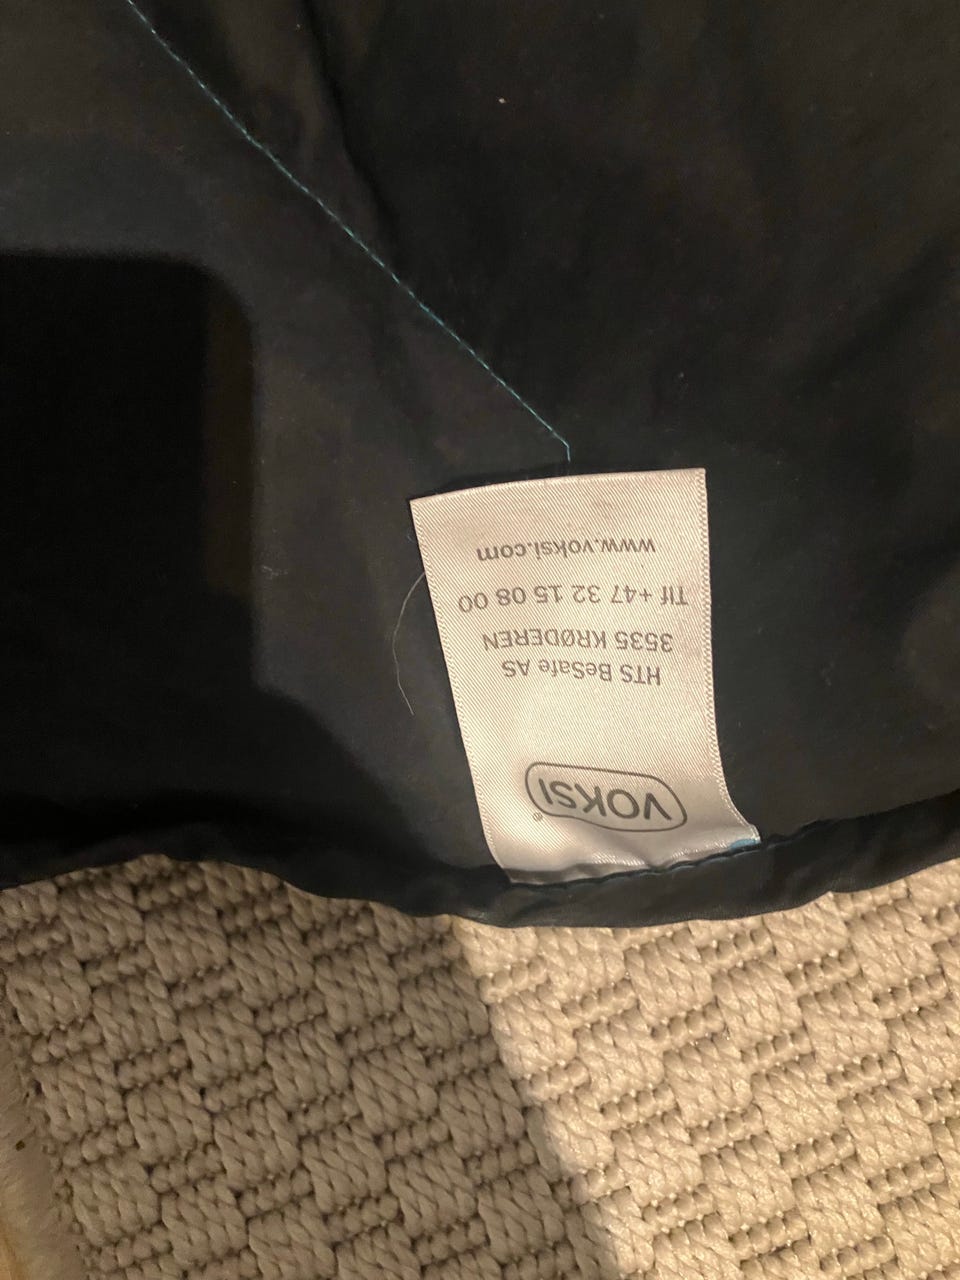 VOKSI®
HTS BeSafe AS
3535 KRØDEREN
Tlf + 47 32 15 08 00
www.voksi.com